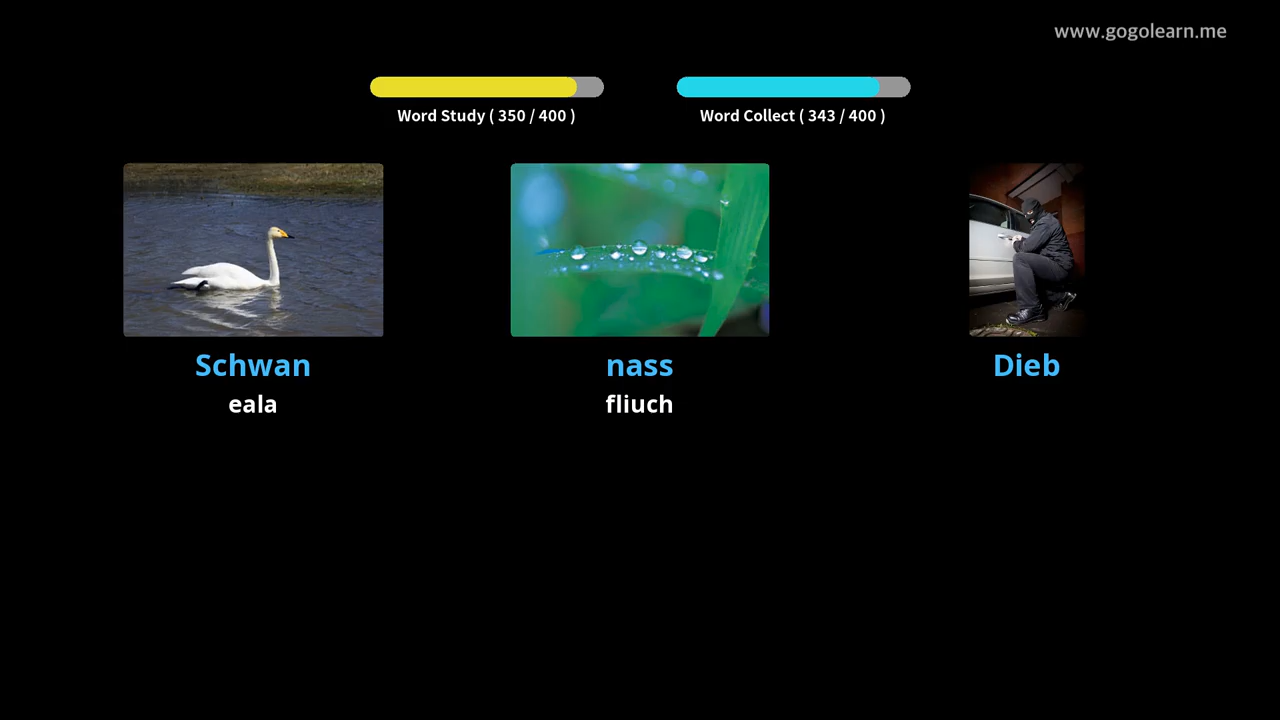 www.gogolearn.me
Word Study ( 350 / 400 )
Word Collect ( 343 / 400 )
Schwan
eala
nass
fliuch
Dieb